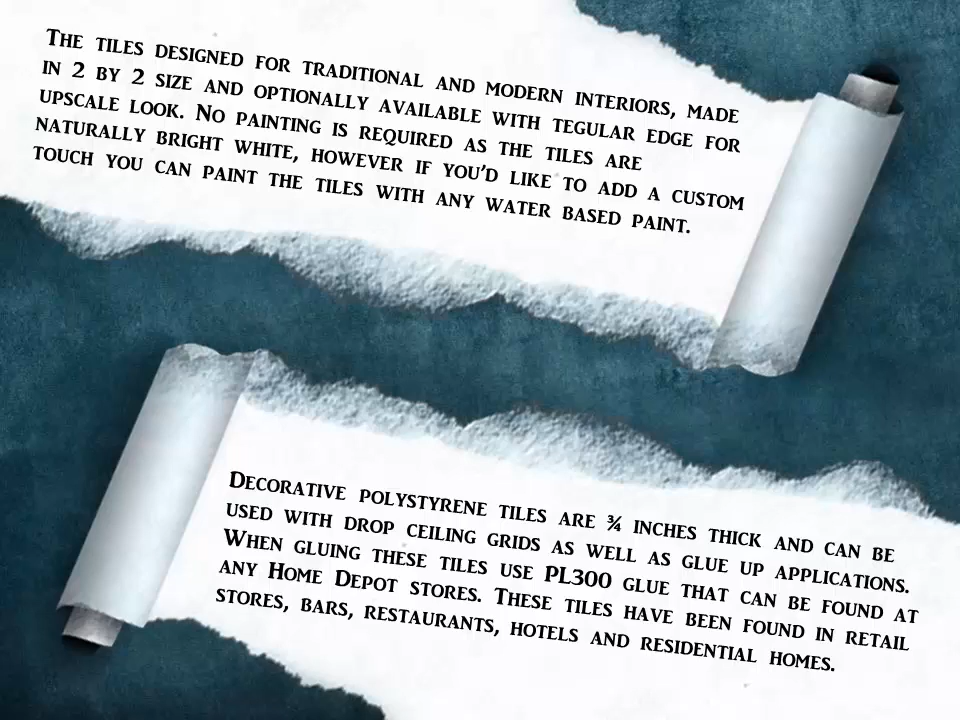 The tiles designed for traditional and modern interiors, made
in 2 by 2 size and optionally available with tegular edge for
upscale look. No painting is required as the tiles are
naturally bright white, however if you'd like to add a custom
touch you can paint the tiles with any water based paint.
Decorative polystyrene tiles are ¾ inches thick and can be
used with drop ceiling grids as well as glue up applications.
When gluing these tiles use PL300 glue that can be found at
any Home Depot stores. These tiles have been found in retail
stores, bars, restaurants, hotels and residential homes.